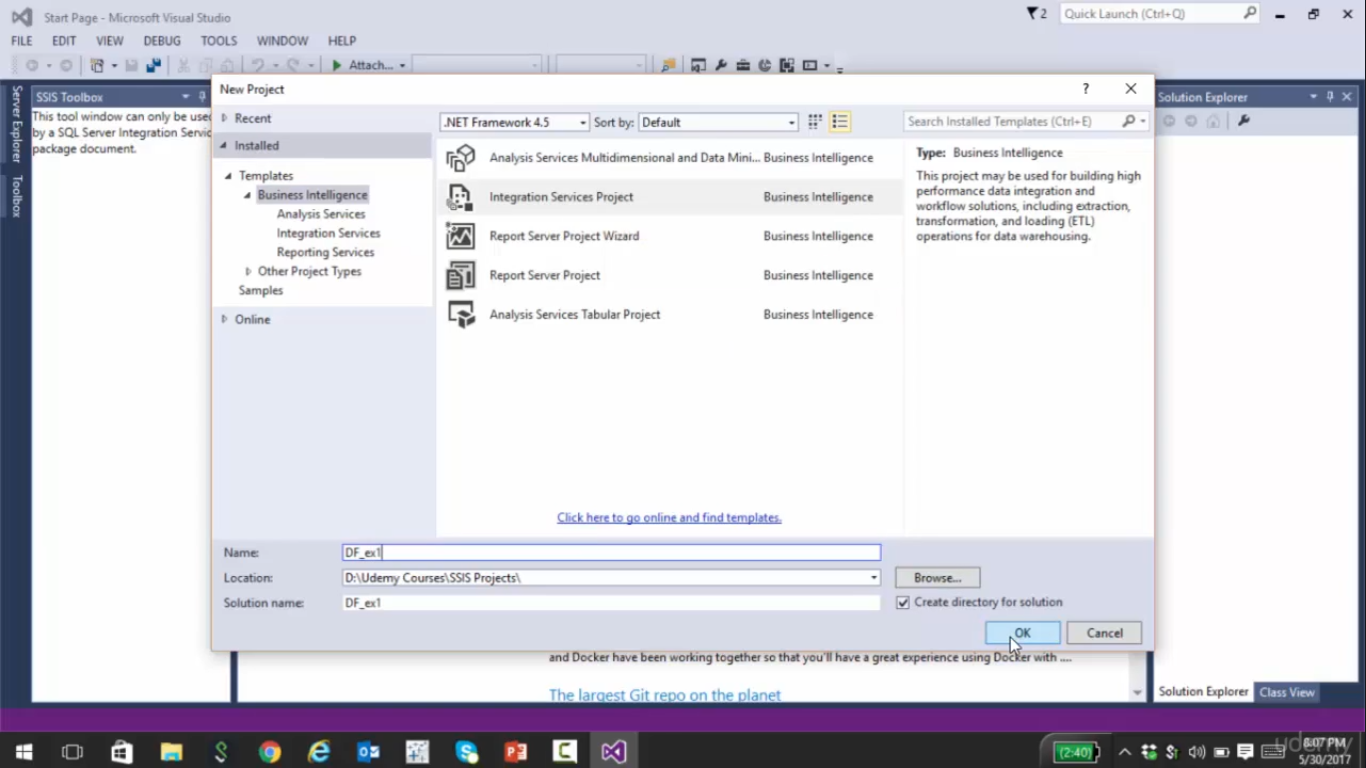 Start Page - Microsoft Visual Studio
2
Quick Launch (Ctrl+Q)
FILE EDIT VIEW DEBUG TOOLS WINDOW HELP
Attach...
Server Explorer
Toolbox
SSIS Toolbox
This tool window can only be used
by a SQL Server Integration Servic
package document.
New Project
?
Recent
Installed
Templates
Business Intelligence
Analysis Services
Integration Services
Reporting Services
Other Project Types
Samples
Online
.NET Framework 4.5
Sort by: Default
Search Installed Templates (Ctrl+E)
Analysis Services Multidimensional and Data Mini... Business Intelligence
Integration Services Project Business Intelligence
Report Server Project Wizard Business Intelligence
Report Server Project Business Intelligence
Analysis Services Tabular Project Business Intelligence
Click here to go online and find templates.
Type: Business Intelligence
This project may be used for building high
performance data integration and
workflow solutions, including extraction,
transformation, and loading (ETL)
operations for data warehousing.
Name: DF_ex1
Location: D:\Udemy Courses\SSIS Projects\
Browse...
Solution name: DF_ex1
Create directory for solution
OK
Cancel
and Docker have been working together so that you'll have a great experience using Docker with ....
The largest Git repo on the planet
Solution Explorer
Solution Explorer Class View
(2:40)
udemy
8:07 PM
5/30/2017